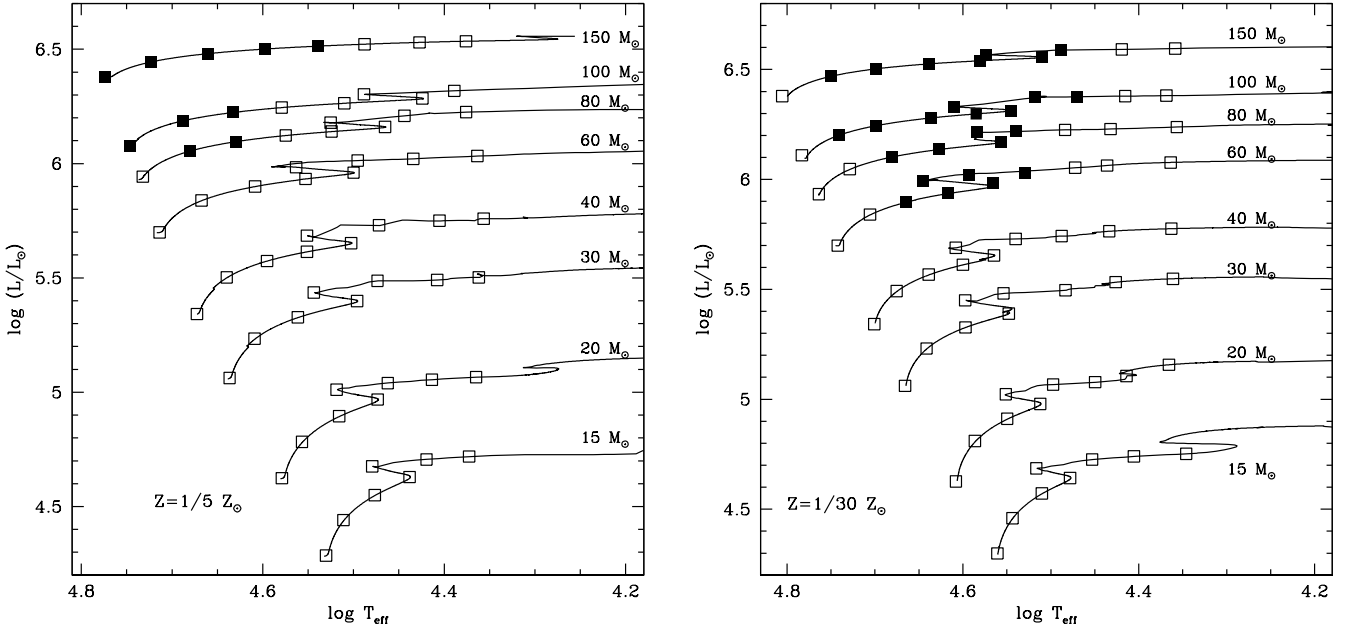 6.5
6
5.5
5
4.5
4.8
4.6
4.4
4.2
log (L/L⊙)
log T_eff
150 M⊙
100 M⊙
80 M⊙
60 M⊙
40 M⊙
30 M⊙
20 M⊙
15 M⊙
Z=1/5 Z⊙
6.5
6
5.5
5
4.5
4.8
4.6
4.4
4.2
log (L/L⊙)
log T_eff
150 M⊙
100 M⊙
80 M⊙
60 M⊙
40 M⊙
30 M⊙
20 M⊙
15 M⊙
Z=1/30 Z⊙